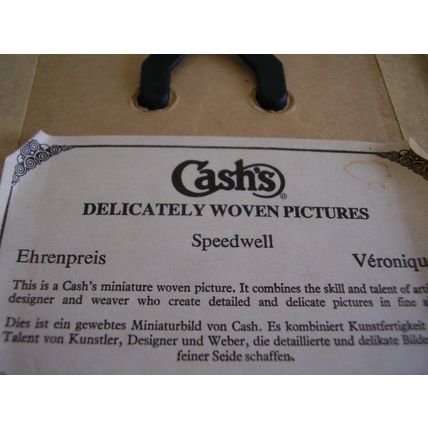 Cash's®
DELICATELY WOVEN PICTURES
Speedwell
Ehrenpreis
This is a Cash's miniature woven picture. It combines the skill and talent of
designer and weaver who create detailed and delicate pictures in fine
Dies ist ein gewebtes Miniaturbild von Cash. Es kombiniert Kunstfertigkeit
Talent von Kunstler, Designer und Weber, die detaillierte und delikate
feiner Seide schaffen.